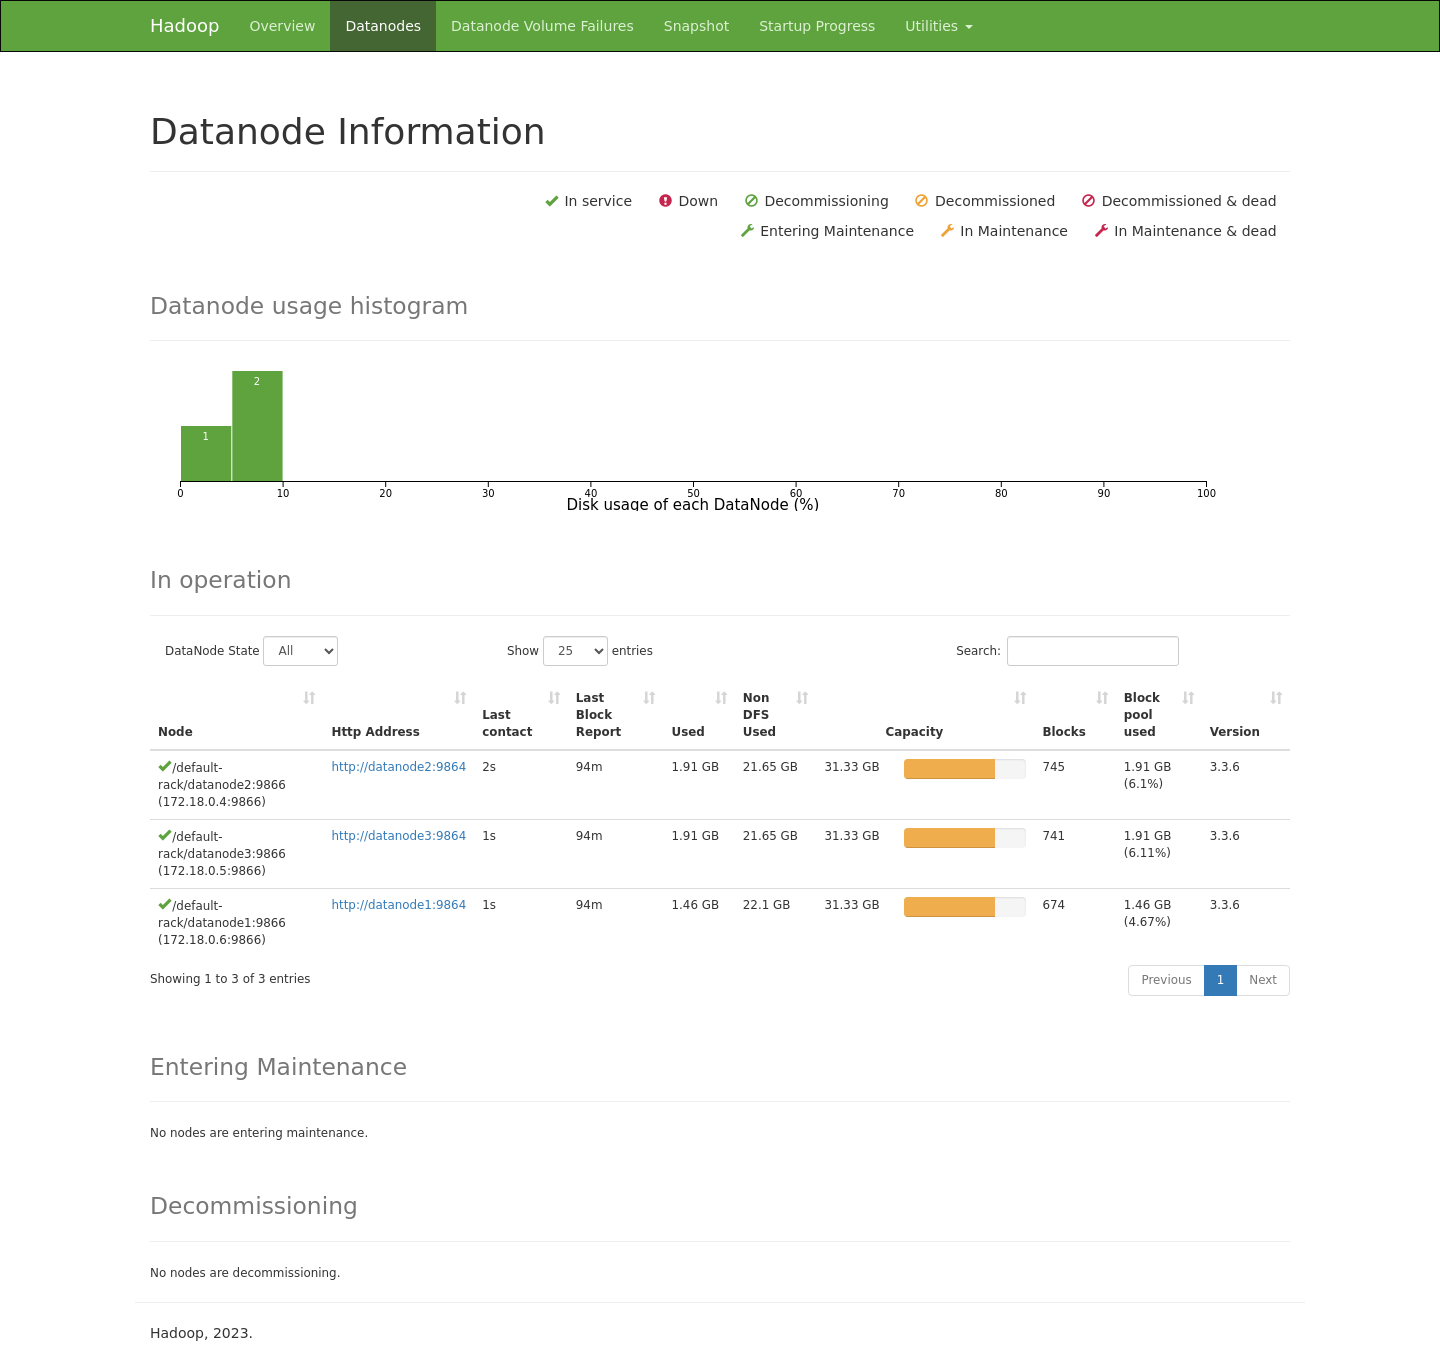 Hadoop Overview Datanodes Datanode Volume Failures Snapshot Startup Progress Utilities
Datanode Information
In service Down Decommissioning Decommissioned Decommissioned & dead
Entering Maintenance In Maintenance In Maintenance & dead
Datanode usage histogram
2
1
0 10 20 30 40 50 60 70 80 90 100
Disk usage of each DataNode (%)
In operation
DataNode State All Show 25 entries Search:
Node Http Address Last contact Last Block Report Used Non DFS Used Capacity Blocks Block pool used Version
/default- http://datanode2:9864 2s 94m 1.91 GB 21.65 GB 31.33 GB 745 1.91 GB 3.3.6
rack/datanode2:9866 (6.1%)
(172.18.0.4:9866)
/default- http://datanode3:9864 1s 94m 1.91 GB 21.65 GB 31.33 GB 741 1.91 GB 3.3.6
rack/datanode3:9866 (6.11%)
(172.18.0.5:9866)
/default- http://datanode1:9864 1s 94m 1.46 GB 22.1 GB 31.33 GB 674 1.46 GB 3.3.6
rack/datanode1:9866 (4.67%)
(172.18.0.6:9866)
Showing 1 to 3 of 3 entries Previous 1 Next
Entering Maintenance
No nodes are entering maintenance.
Decommissioning
No nodes are decommissioning.
Hadoop, 2023.